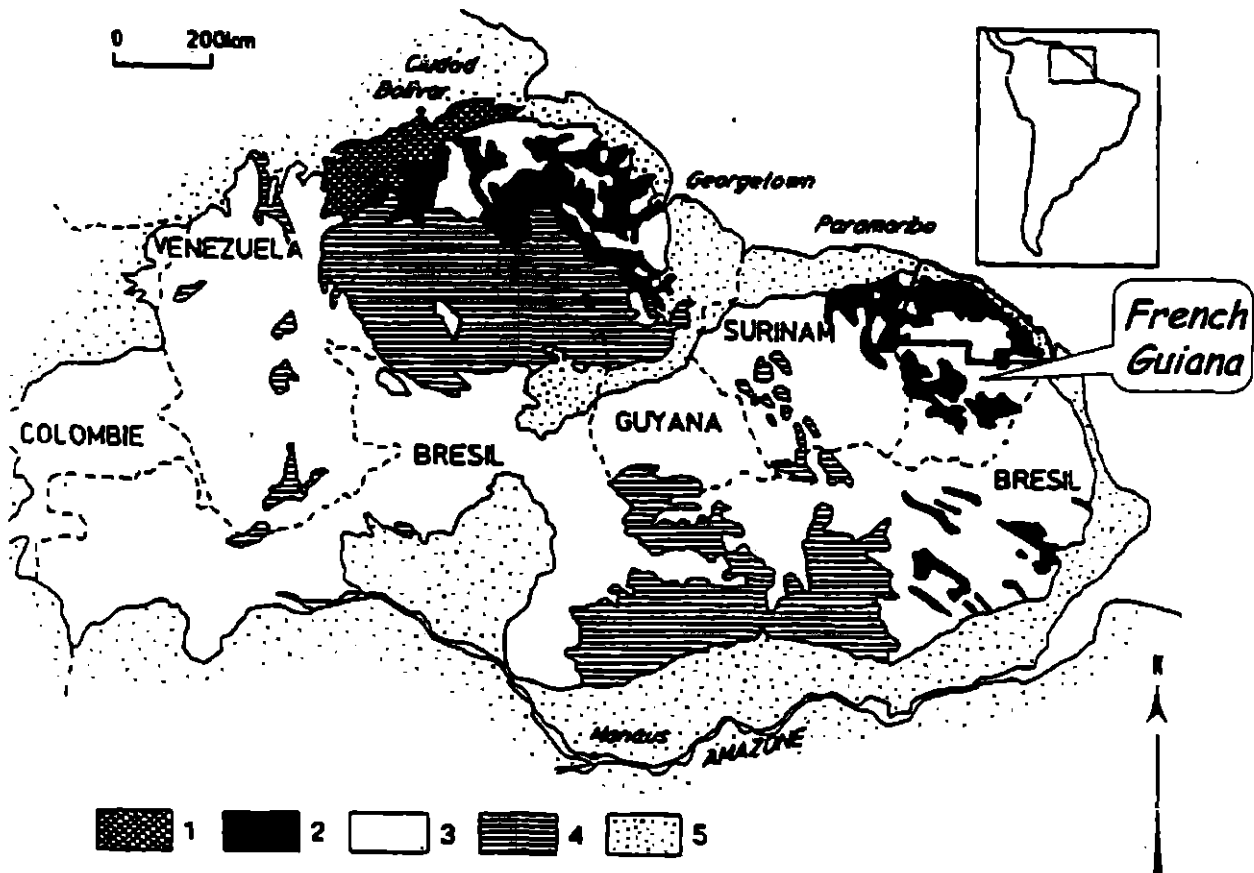 0 200km
Ciudad
Bolivar
Georgetown
Paramaribo
VENEZUELA
SURINAM
French
Guiana
COLOMBIE
BRESIL
GUYANA
BRESIL
Manaus
AMAZONE
N
1 2 3 4 5